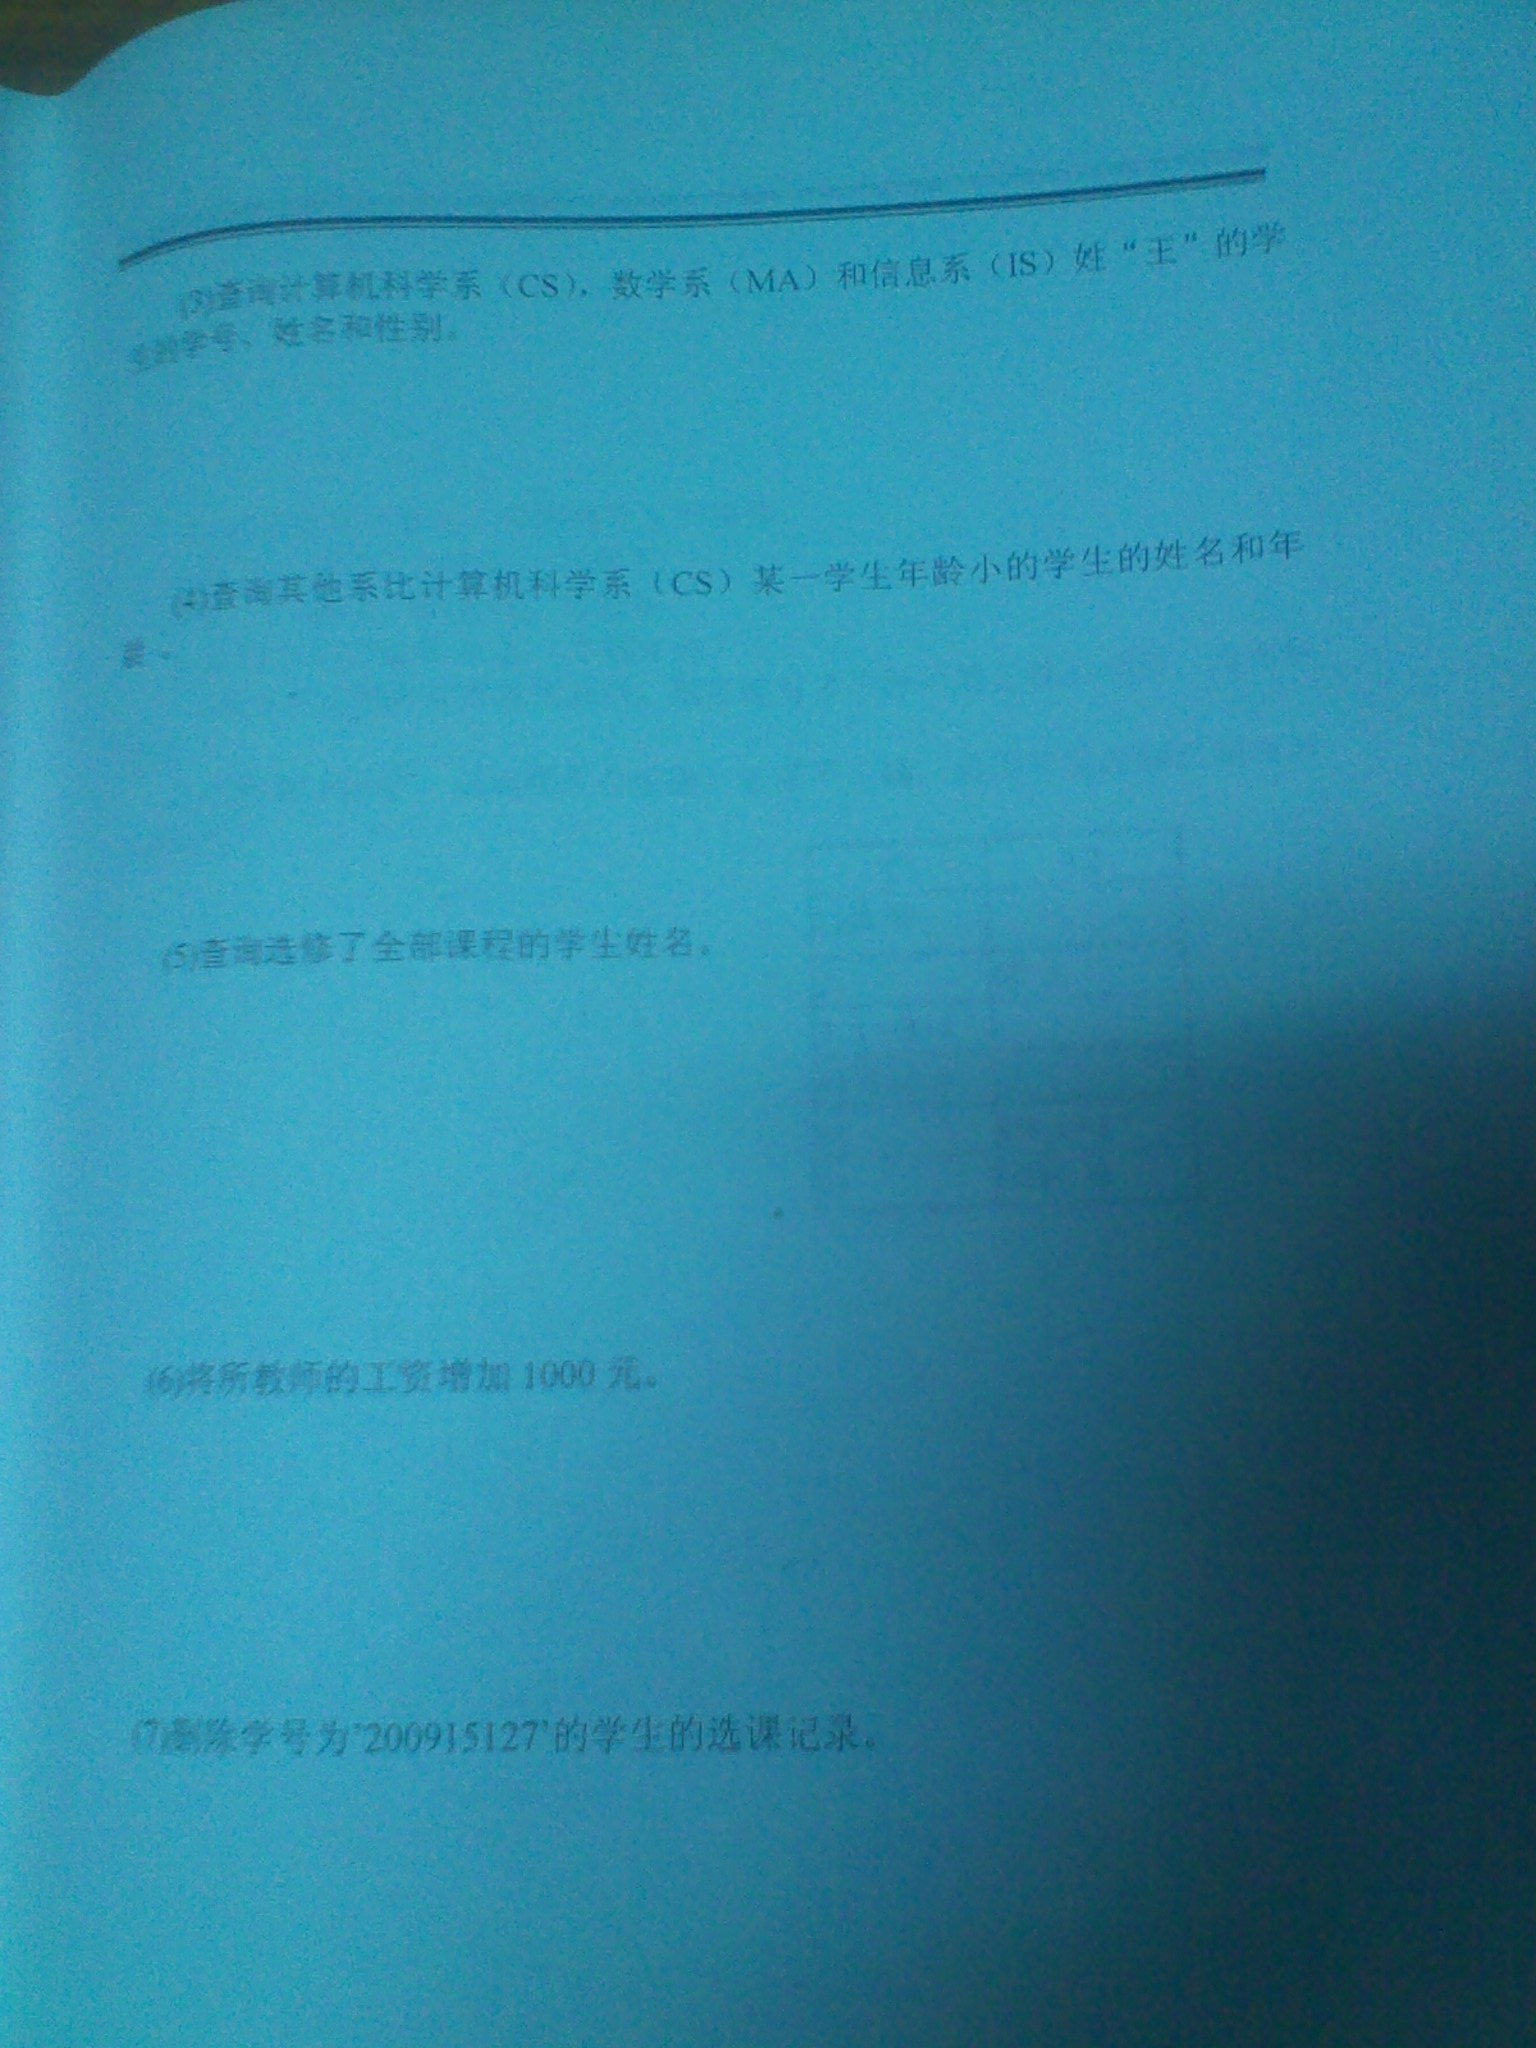 (3)查询计算机科学系（CS），数学系（MA）和信息系（IS）姓“王”的学
生的学号、姓名和性别。
(4)查询其他系比计算机科学系（CS）某一学生年龄小的学生的姓名和年
龄。
(5)查询选修了全部课程的学生姓名。
(6)将所教师的工资增加 1000 元。
(7)删除学号为'200915127'的学生的选课记录。